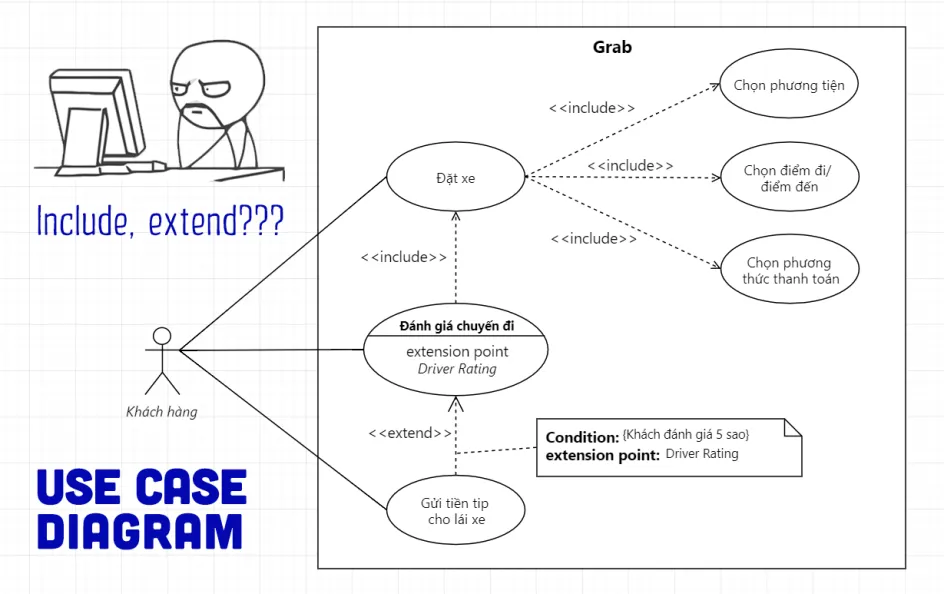 Grab
Chọn phương tiện
<<include>>
Đặt xe
<<include>>
Chọn điểm đi/
điểm đến
Include, extend???
<<include>>
<<include>>
Chọn phương
thức thanh toán
Đánh giá chuyến đi
extension point
Driver Rating
Khách hàng
<<extend>>
Condition: {Khách đánh giá 5 sao}
extension point: Driver Rating
USE CASE
DIAGRAM
Gửi tiền tip
cho lái xe